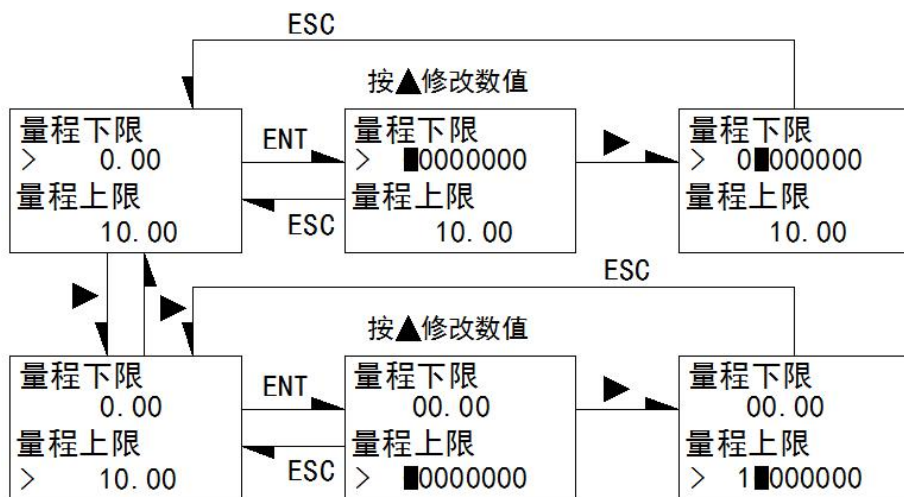 ESC
按▲修改数值
量程下限
> 0.00
量程上限
10.00
ENT
ESC
量程下限
> ■0000000
量程上限
10.00
▶
量程下限
> 0■000000
量程上限
10.00
▶
▶
ESC
按▲修改数值
量程下限
0.00
量程上限
> 10.00
ENT
ESC
量程下限
00.00
量程上限
> ■0000000
▶
量程下限
00.00
量程上限
> 1■000000